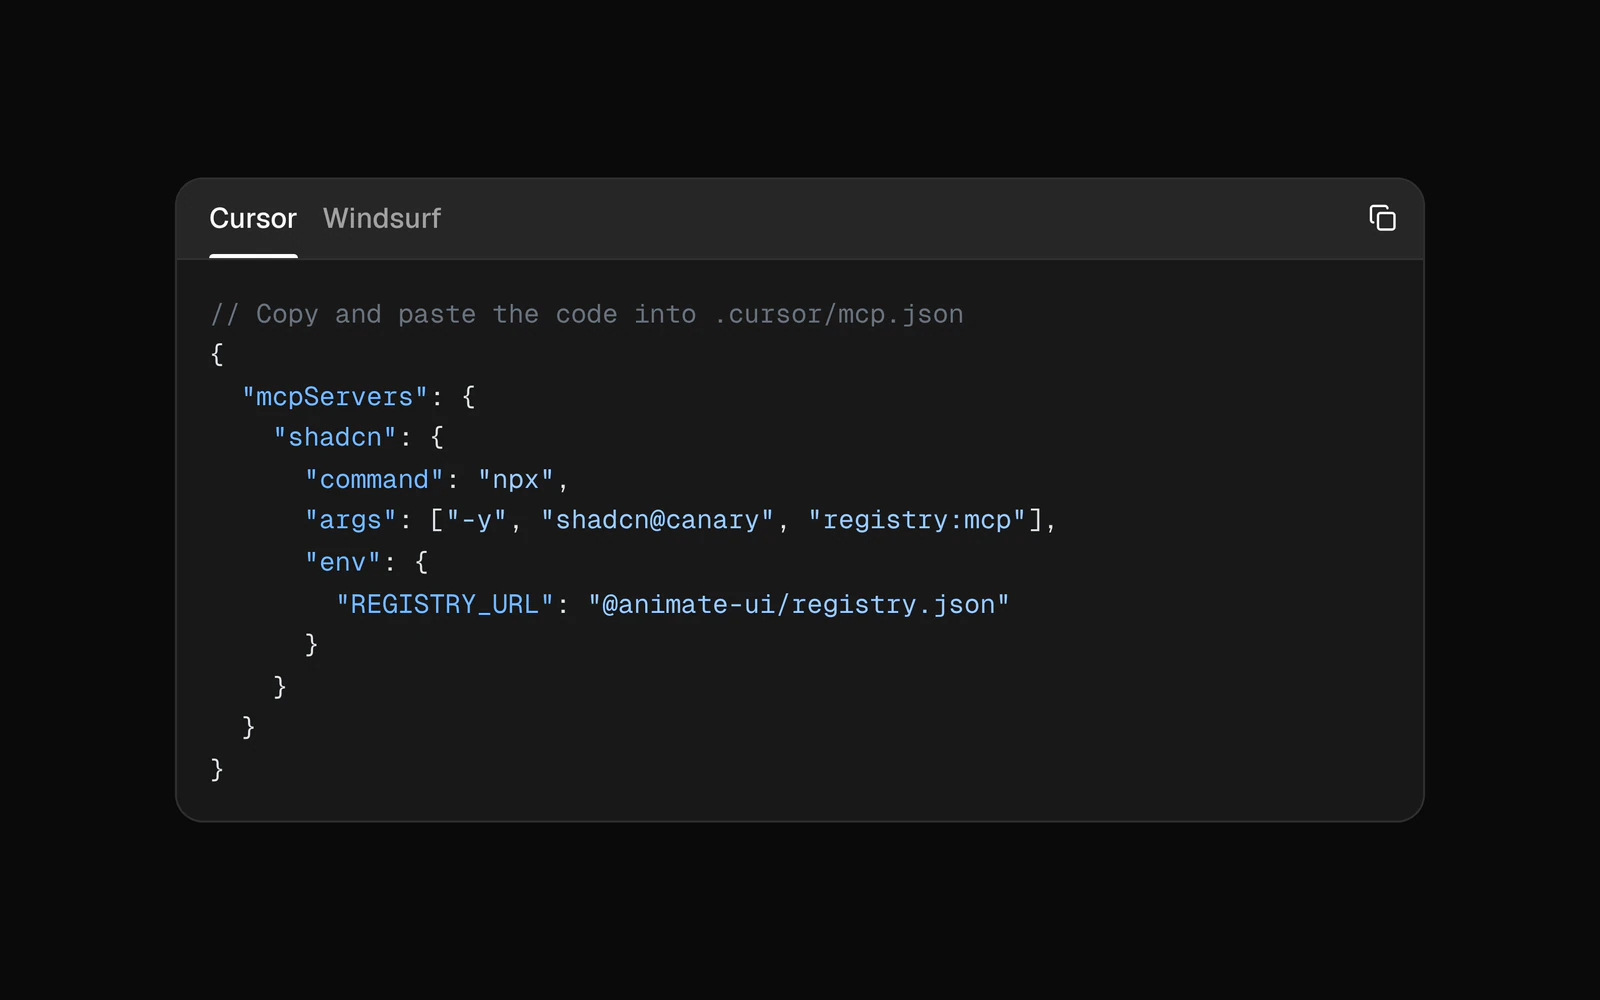 Cursor Windsurf
// Copy and paste the code into .cursor/mcp.json
{
  "mcpServers": {
    "shadcn": {
      "command": "npx",
      "args": ["-y", "shadcn@canary", "registry:mcp"],
      "env": {
        "REGISTRY_URL": "@animate-ui/registry.json"
      }
    }
  }
}